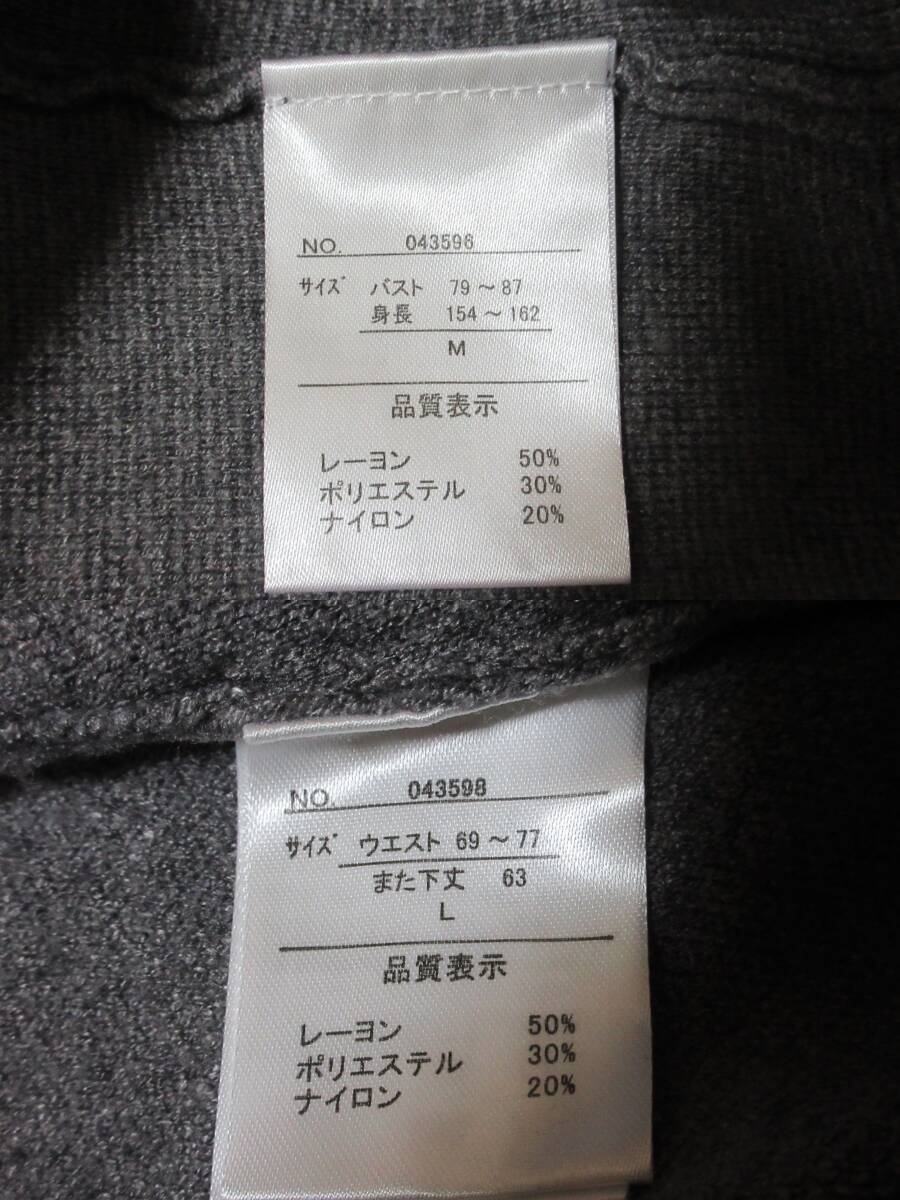 NO. 043596
サイズ バスト 79～87
身長 154～162
M
品質表示
レーヨン 50%
ポリエステル 30%
ナイロン 20%
NO. 043598
サイズ ウエスト 69～77
また下丈 63
L
品質表示
レーヨン 50%
ポリエステル 30%
ナイロン 20%